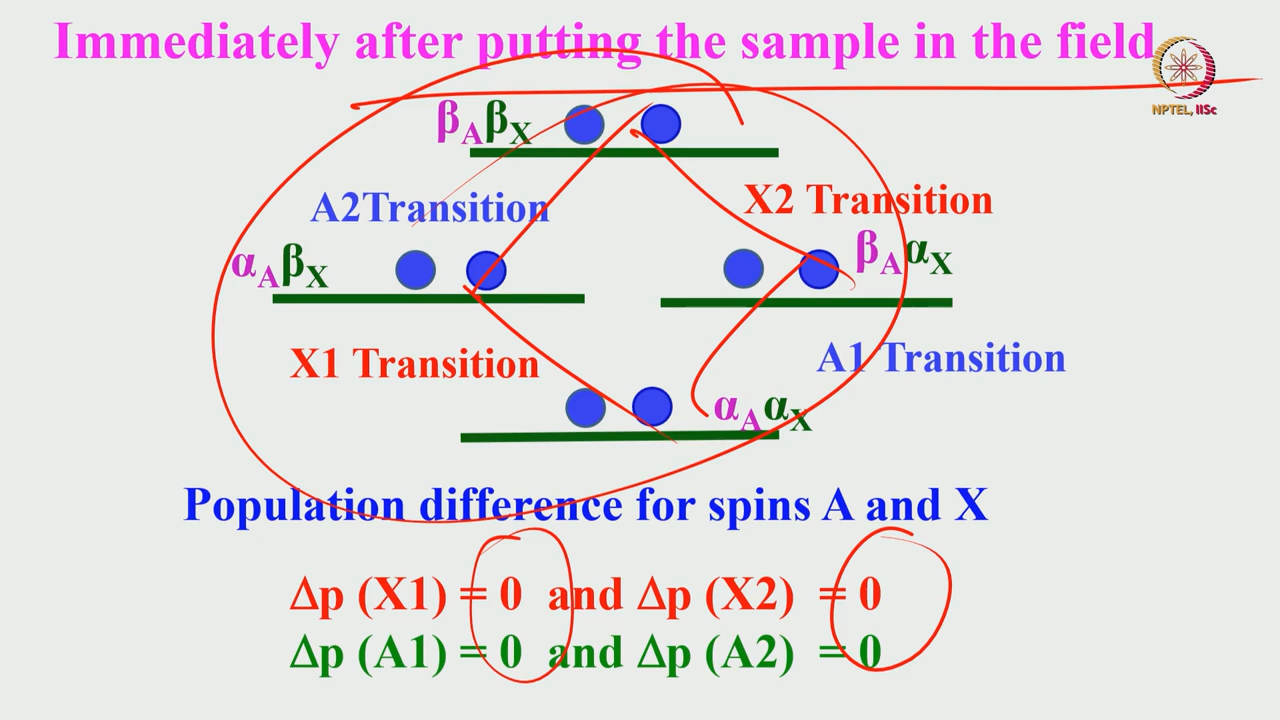 Immediately after putting the sample in the field
NPTEL, IISc
βAβX
A2Transition
X2 Transition
αAβX
βAαX
X1 Transition
A1 Transition
αAαX
Population difference for spins A and X
Δp (X1) = 0 and Δp (X2) = 0
Δp (A1) = 0 and Δp (A2) = 0